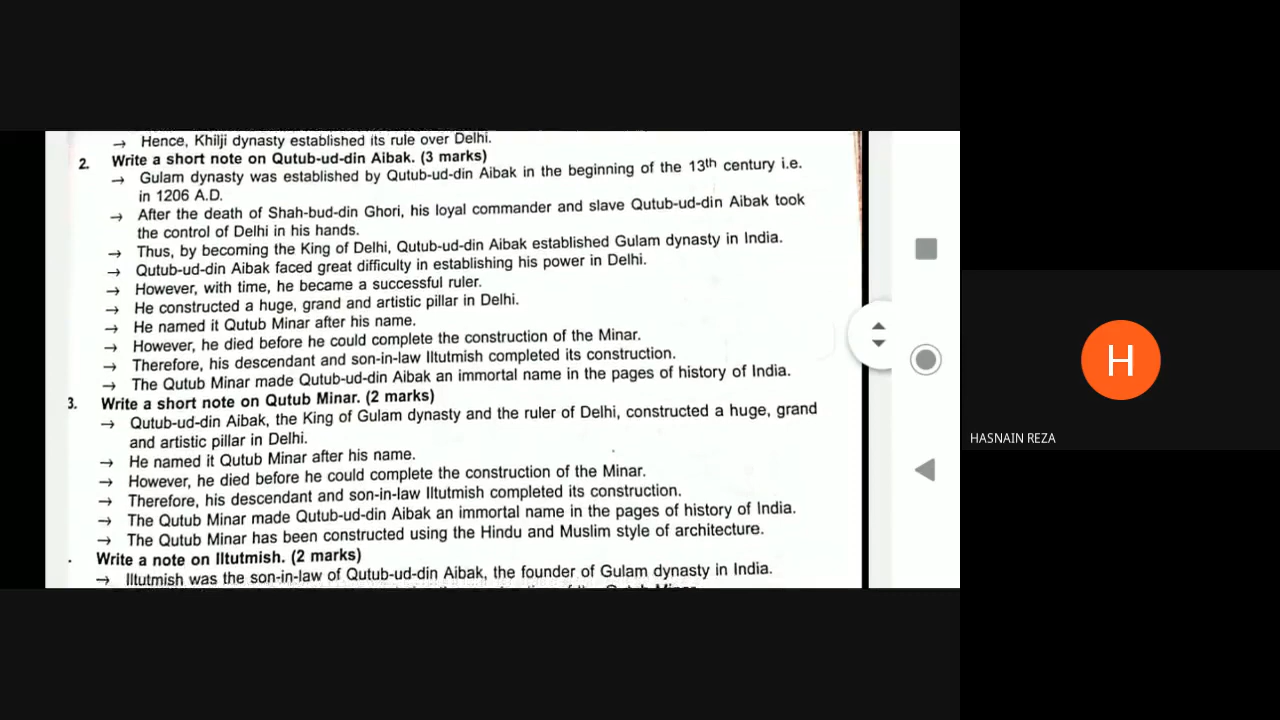 → Hence, Khilji dynasty established its rule over Delhi.
2. Write a short note on Qutub-ud-din Aibak. (3 marks)
→ Gulam dynasty was established by Qutub-ud-din Aibak in the beginning of the 13th century i.e.
in 1206 A.D.
→ After the death of Shah-bud-din Ghori, his loyal commander and slave Qutub-ud-din Aibak took
the control of Delhi in his hands.
→ Thus, by becoming the King of Delhi, Qutub-ud-din Aibak established Gulam dynasty in India.
→ Qutub-ud-din Aibak faced great difficulty in establishing his power in Delhi.
→ However, with time, he became a successful ruler.
→ He constructed a huge, grand and artistic pillar in Delhi.
→ He named it Qutub Minar after his name.
→ However, he died before he could complete the construction of the Minar.
→ Therefore, his descendant and son-in-law Iltutmish completed its construction.
→ The Qutub Minar made Qutub-ud-din Aibak an immortal name in the pages of history of India.
3. Write a short note on Qutub Minar. (2 marks)
→ Qutub-ud-din Aibak, the King of Gulam dynasty and the ruler of Delhi, constructed a huge, grand
and artistic pillar in Delhi.
→ He named it Qutub Minar after his name.
→ However, he died before he could complete the construction of the Minar.
→ Therefore, his descendant and son-in-law Iltutmish completed its construction.
→ The Qutub Minar made Qutub-ud-din Aibak an immortal name in the pages of history of India.
→ The Qutub Minar has been constructed using the Hindu and Muslim style of architecture.
Write a note on Iltutmish. (2 marks)
→ Iltutmish was the son-in-law of Qutub-ud-din Aibak, the founder of Gulam dynasty in India.
H
HASNAIN REZA